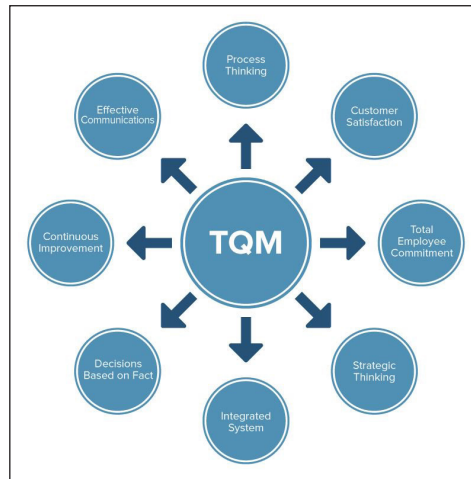 Process
Thinking
Effective
Communications
Customer
Satisfaction
TQM
Continuous
Improvement
Total
Employee
Commitment
Decisions
Based on Fact
Strategic
Thinking
Integrated
System